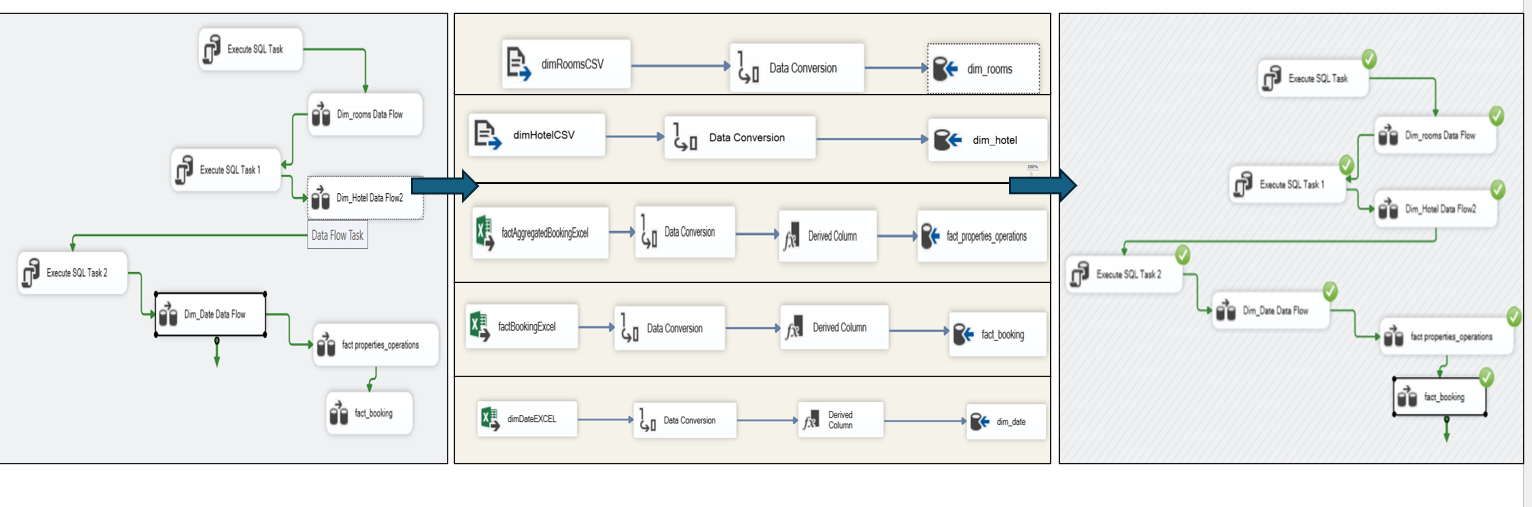 Execute SQL Task
Dim_rooms Data Flow
Execute SQL Task 1
Dim_Hotel Data Flow2
Data Flow Task
Execute SQL Task 2
Dim_Date Data Flow
fact properties_operations
fact_booking
dimRoomsCSV
Data Conversion
dim_rooms
dimHotelCSV
Data Conversion
dim_hotel
factAggregatedBookingExcel
Data Conversion
Derived Column
fact_properties_operations
factBookingExcel
Data Conversion
Derived Column
fact_booking
dimDateEXCEL
Data Conversion
Derived
Column
dim_date
Execute SQL Task
Dim_rooms Data Flow
Execute SQL Task 1
Dim_Hotel Data Flow2
Execute SQL Task 2
Dim_Date Data Flow
fact properties_operations
fact_booking